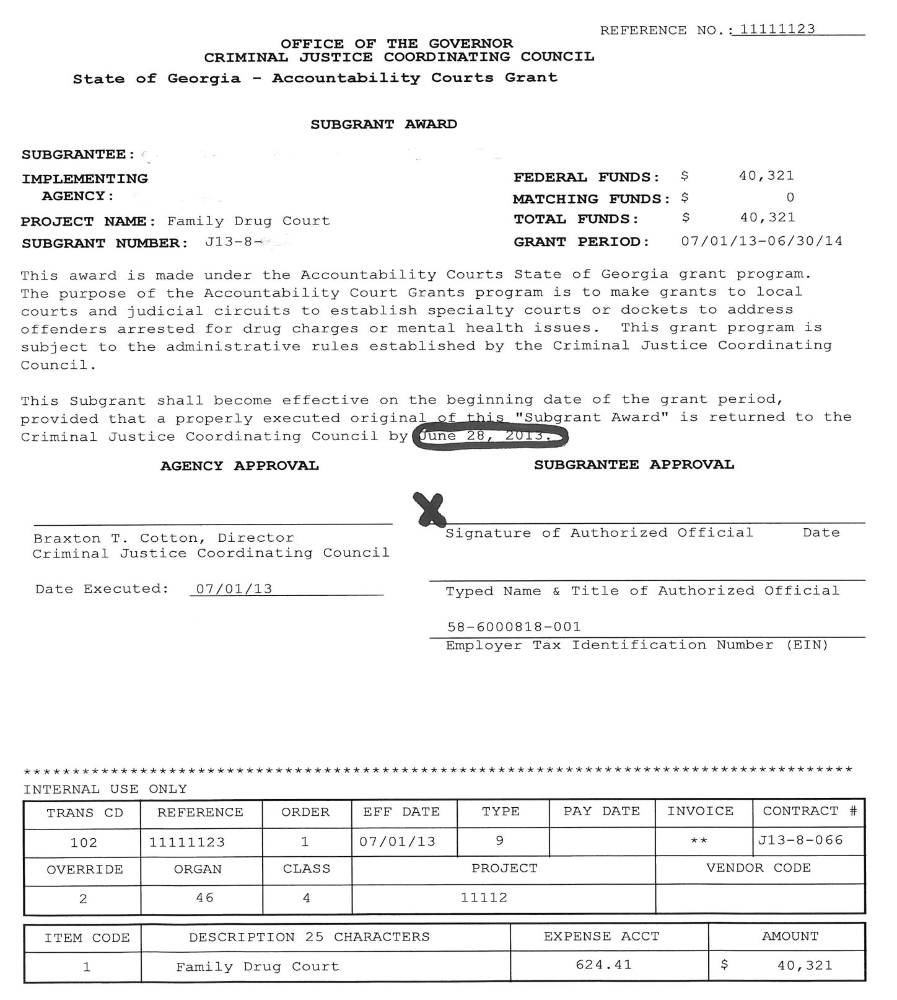 REFERENCE NO.: 11111123
OFFICE OF THE GOVERNOR
CRIMINAL JUSTICE COORDINATING COUNCIL
State of Georgia - Accountability Courts Grant
SUBGRANT AWARD
SUBGRANTEE:
IMPLEMENTING
AGENCY:
FEDERAL FUNDS: $ 40,321
MATCHING FUNDS: $ 0
PROJECT NAME: Family Drug Court
TOTAL FUNDS: $ 40,321
SUBGRANT NUMBER: J13-8-
GRANT PERIOD: 07/01/13-06/30/14
This award is made under the Accountability Courts State of Georgia grant program.
The purpose of the Accountability Court Grants program is to make grants to local
courts and judicial circuits to establish specialty courts or dockets to address
offenders arrested for drug charges or mental health issues. This grant program is
subject to the administrative rules established by the Criminal Justice Coordinating
Council.
This Subgrant shall become effective on the beginning date of the grant period,
provided that a properly executed original of this "Subgrant Award" is returned to the
Criminal Justice Coordinating Council by June 28, 2013.
AGENCY APPROVAL
SUBGRANTEE APPROVAL
X
Braxton T. Cotton, Director
Criminal Justice Coordinating Council
Signature of Authorized Official Date
Date Executed: 07/01/13
Typed Name & Title of Authorized Official
58-6000818-001
Employer Tax Identification Number (EIN)
**************************************************************************************
INTERNAL USE ONLY
TRANS CD REFERENCE ORDER EFF DATE TYPE PAY DATE INVOICE CONTRACT #
102 11111123 1 07/01/13 9 ** J13-8-066
OVERRIDE ORGAN CLASS PROJECT VENDOR CODE
2 46 4 11112
ITEM CODE DESCRIPTION 25 CHARACTERS EXPENSE ACCT AMOUNT
1 Family Drug Court 624.41 $ 40,321